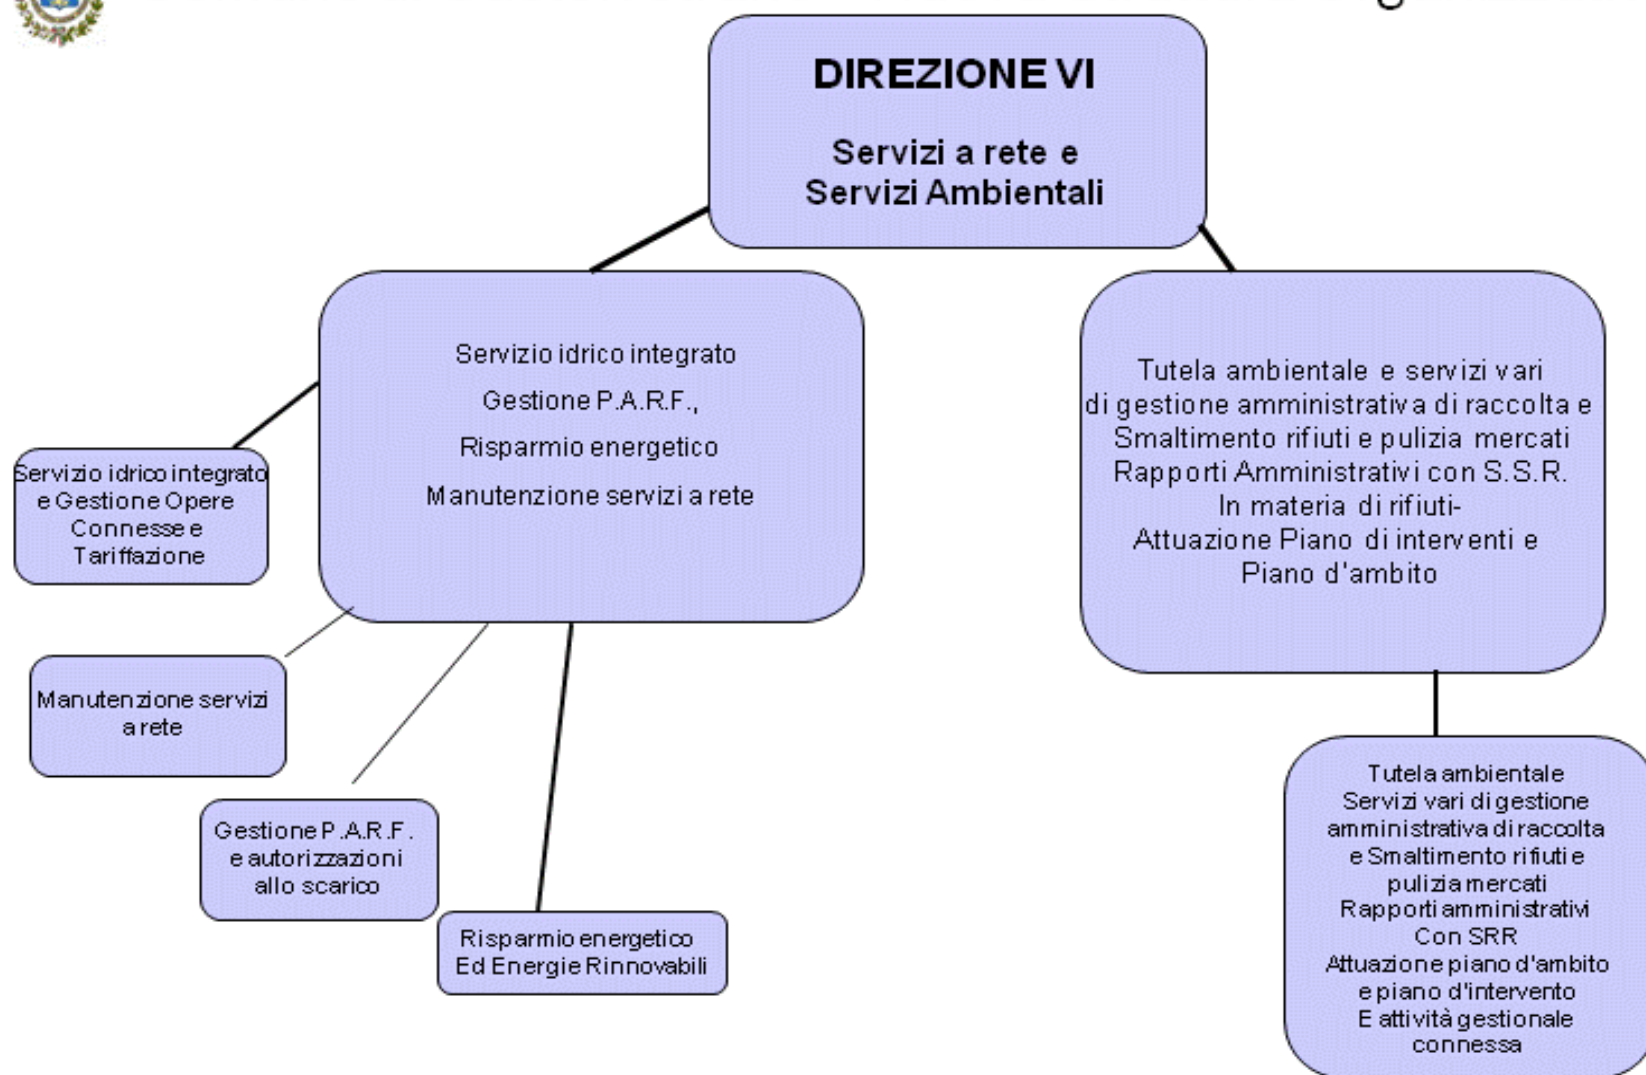 DIREZIONE VI
Servizi a rete e
Servizi Ambientali
Servizio idrico integrato
Gestione P.A.R.F.,
Risparmio energetico
Manutenzione servizi a rete
Tutela ambientale e servizi vari
di gestione amministrativa di raccolta e
Smaltimento rifiuti e pulizia mercati
Rapporti Amministrativi con S.S.R.
In materia di rifiuti-
Attuazione Piano di interventi e
Piano d'ambito
Servizio idrico integrato
e Gestione Opere
Connesse e
Tariffazione
Manutenzione servizi
a rete
Gestione P.A.R.F.
e autorizzazioni
allo scarico
Risparmio energetico
Ed Energie Rinnovabili
Tutela ambientale
Servizi vari di gestione
amministrativa di raccolta
e Smaltimento rifiuti e
pulizia mercati
Rapporti amministrativi
Con SRR
Attuazione piano d'ambito
e piano d'intervento
E attività gestionale
connessa